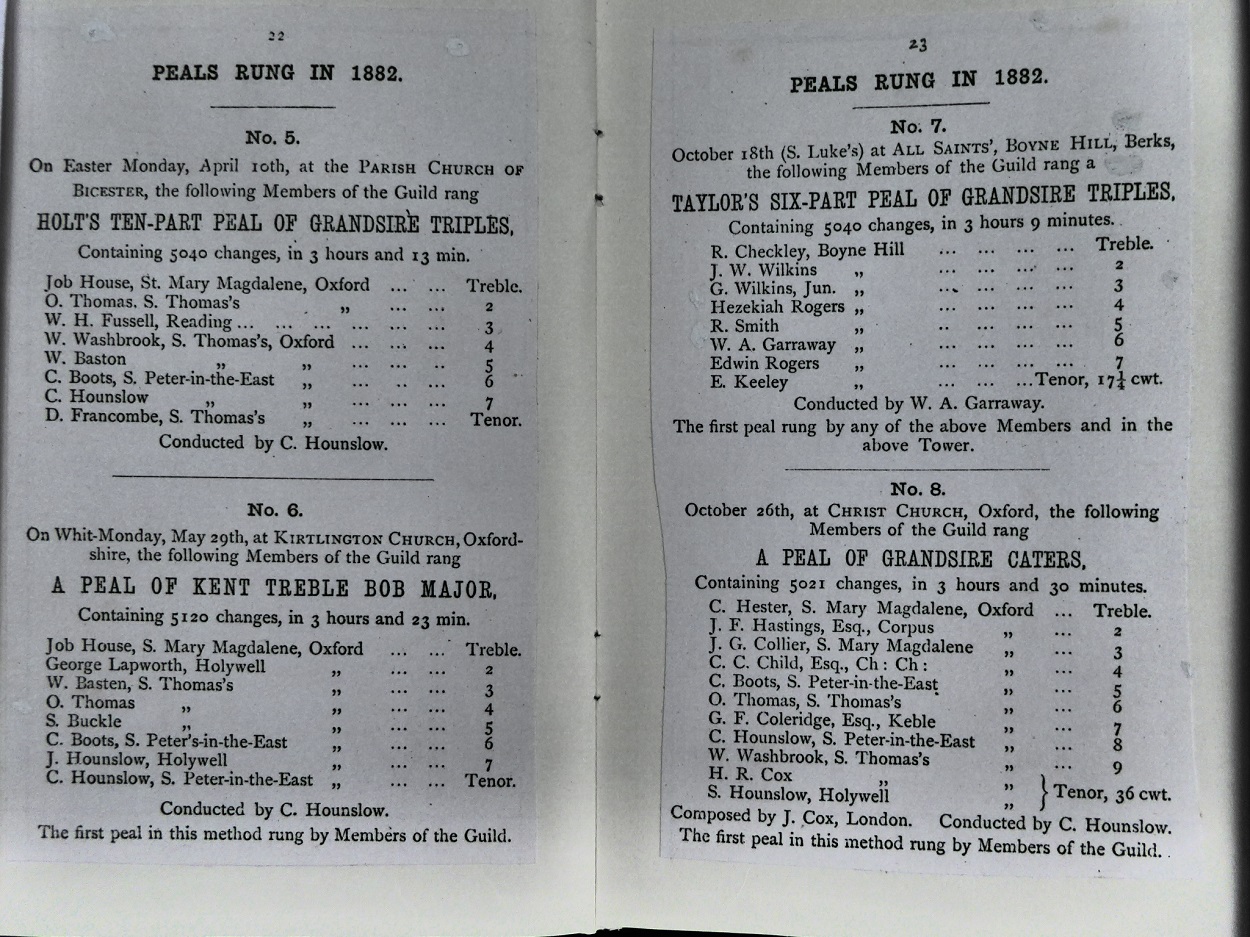 22
PEALS RUNG IN 1882.
No. 5.
On Easter Monday, April 10th, at the PARISH CHURCH OF
BICESTER, the following Members of the Guild rang
HOLT'S TEN-PART PEAL OF GRANDSIRE TRIPLES,
Containing 5040 changes, in 3 hours and 13 min.
Job House, St. Mary Magdalene, Oxford ... ... Treble.
O. Thomas. S. Thomas's „ ... ... 2
W. H. Fussell, Reading ... ... ... ... ... ... 3
W. Washbrook, S. Thomas's, Oxford ... ... ... 4
W. Baston „ „ ... ... ... 5
C. Boots, S. Peter-in-the-East „ ... ... ... 6
C. Hounslow „ „ ... ... ... 7
D. Francombe, S. Thomas's „ ... ... ... Tenor.
Conducted by C. Hounslow.
No. 6.
On Whit-Monday, May 29th, at KIRTLINGTON CHURCH, Oxford-
shire, the following Members of the Guild rang
A PEAL OF KENT TREBLE BOB MAJOR,
Containing 5120 changes, in 3 hours and 23 min.
Job House, S. Mary Magdalene, Oxford ... ... Treble.
George Lapworth, Holywell „ ... ... 2
W. Basten, S. Thomas's „ ... ... 3
O. Thomas „ „ ... ... 4
S. Buckle „ „ ... ... 5
C. Boots, S. Peter's-in-the-East „ ... ... 6
J. Hounslow, Holywell „ ... ... 7
C. Hounslow, S. Peter-in-the-East „ ... ... Tenor.
Conducted by C. Hounslow.
The first peal in this method rung by Members of the Guild.
23
PEALS RUNG IN 1882.
No. 7.
October 18th (S. Luke's) at ALL SAINTS', BOYNE HILL, Berks,
the following Members of the Guild rang a
TAYLOR'S SIX-PART PEAL OF GRANDSIRE TRIPLES,
Containing 5040 changes, in 3 hours 9 minutes.
R. Checkley, Boyne Hill ... ... ... ... Treble.
J. W. Wilkins „ ... ... ... ... 2
G. Wilkins, Jun. „ ... ... ... ... 3
Hezekiah Rogers „ ... ... ... ... 4
R. Smith „ ... ... ... ... 5
W. A. Garraway „ ... ... ... ... 6
Edwin Rogers „ ... ... ... ... 7
E. Keeley „ ... ... ... Tenor, 17¼ cwt.
Conducted by W. A. Garraway.
The first peal rung by any of the above Members and in the
above Tower.
No. 8.
October 26th, at CHRIST CHURCH, Oxford, the following
Members of the Guild rang
A PEAL OF GRANDSIRE CATERS,
Containing 5021 changes, in 3 hours and 30 minutes.
C. Hester, S. Mary Magdalene, Oxford ... Treble.
J. F. Hastings, Esq., Corpus „ ... 2
J. G. Collier, S. Mary Magdalene „ ... 3
C. C. Child, Esq., Ch : Ch : „ ... 4
C. Boots, S. Peter-in-the-East „ ... 5
O. Thomas, S. Thomas's „ ... 6
G. F. Coleridge, Esq., Keble „ ... 7
C. Hounslow, S. Peter-in-the-East „ ... 8
W. Washbrook, S. Thomas's „ ... 9
H. R. Cox „ „
S. Hounslow, Holywell „ } Tenor, 36 cwt.
Composed by J. Cox, London. Conducted by C. Hounslow.
The first peal in this method rung by Members of the Guild.